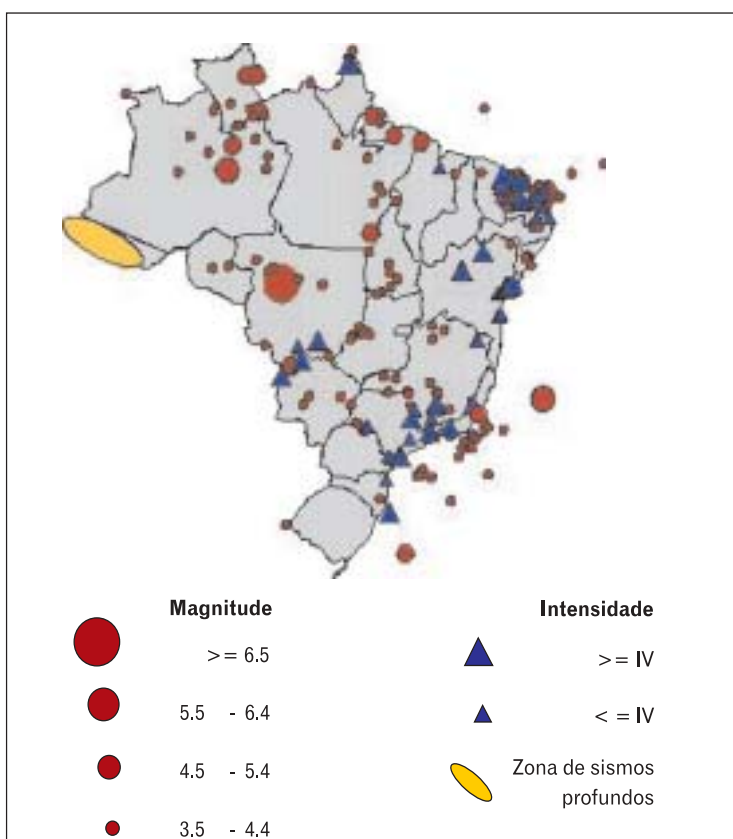 Magnitude
>= 6.5
5.5 - 6.4
4.5 - 5.4
3.5 - 4.4
Intensidade
>= IV
<= IV
Zona de sismos
profundos